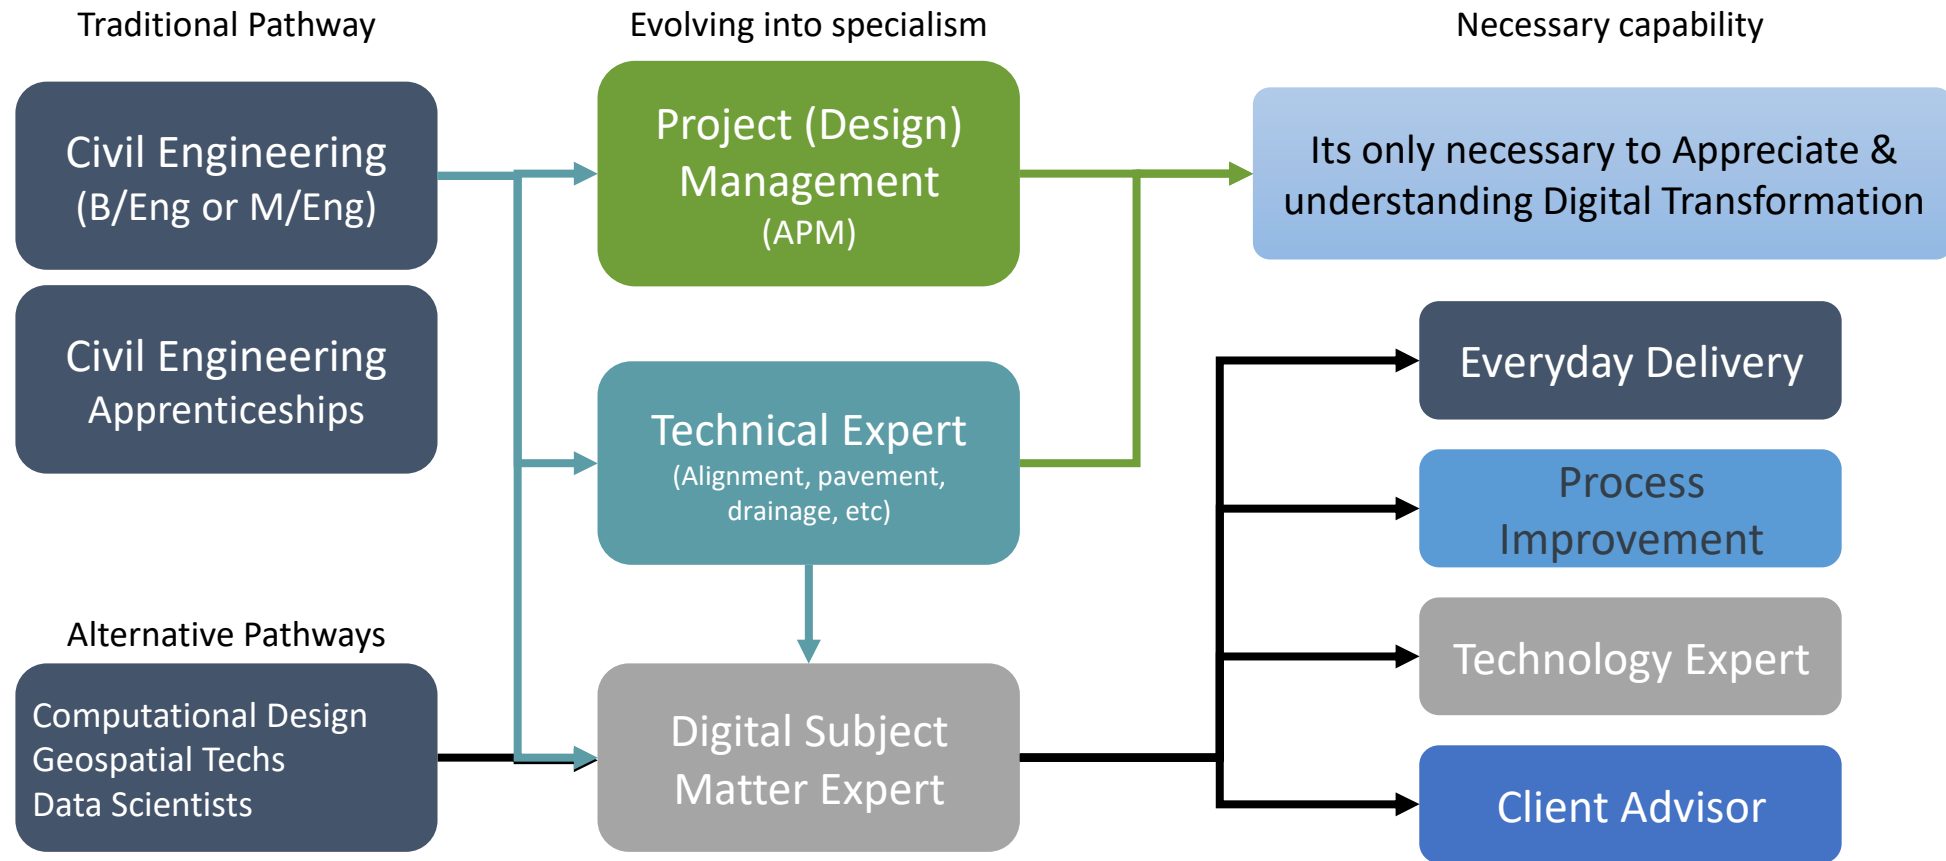 Traditional Pathway
Civil Engineering
(B/Eng or M/Eng)
Civil Engineering
Apprenticeships
Alternative Pathways
Computational Design
Geospatial Techs
Data Scientists
Evolving into specialism
Project (Design)
Management
(APM)
Technical Expert
(Alignment, pavement,
drainage, etc)
Digital Subject
Matter Expert
Necessary capability
Its only necessary to Appreciate &
understanding Digital Transformation
Everyday Delivery
Process
Improvement
Technology Expert
Client Advisor